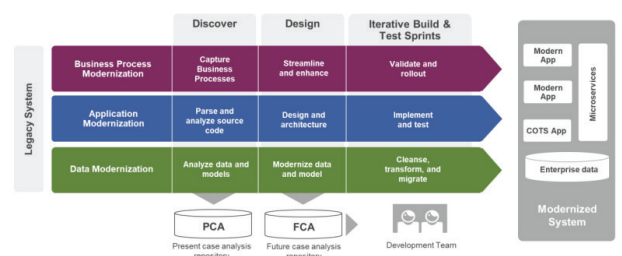 Discover
Design
Iterative Build &
Test Sprints
Legacy System
Business Process
Modernization
Capture
Business
Processes
Streamline
and enhance
Validate and
rollout
Application
Modernization
Parse and
analyze source
code
Design and
architecture
Implement
and test
Data Modernization
Analyze data and
models
Modernize data
and model
Cleanse,
transform, and
migrate
PCA
Present case analysis
repository
FCA
Future case analysis
repository
Development Team
Modern
App
Modern
App
COTS App
Microservices
Enterprise data
Modernized
System